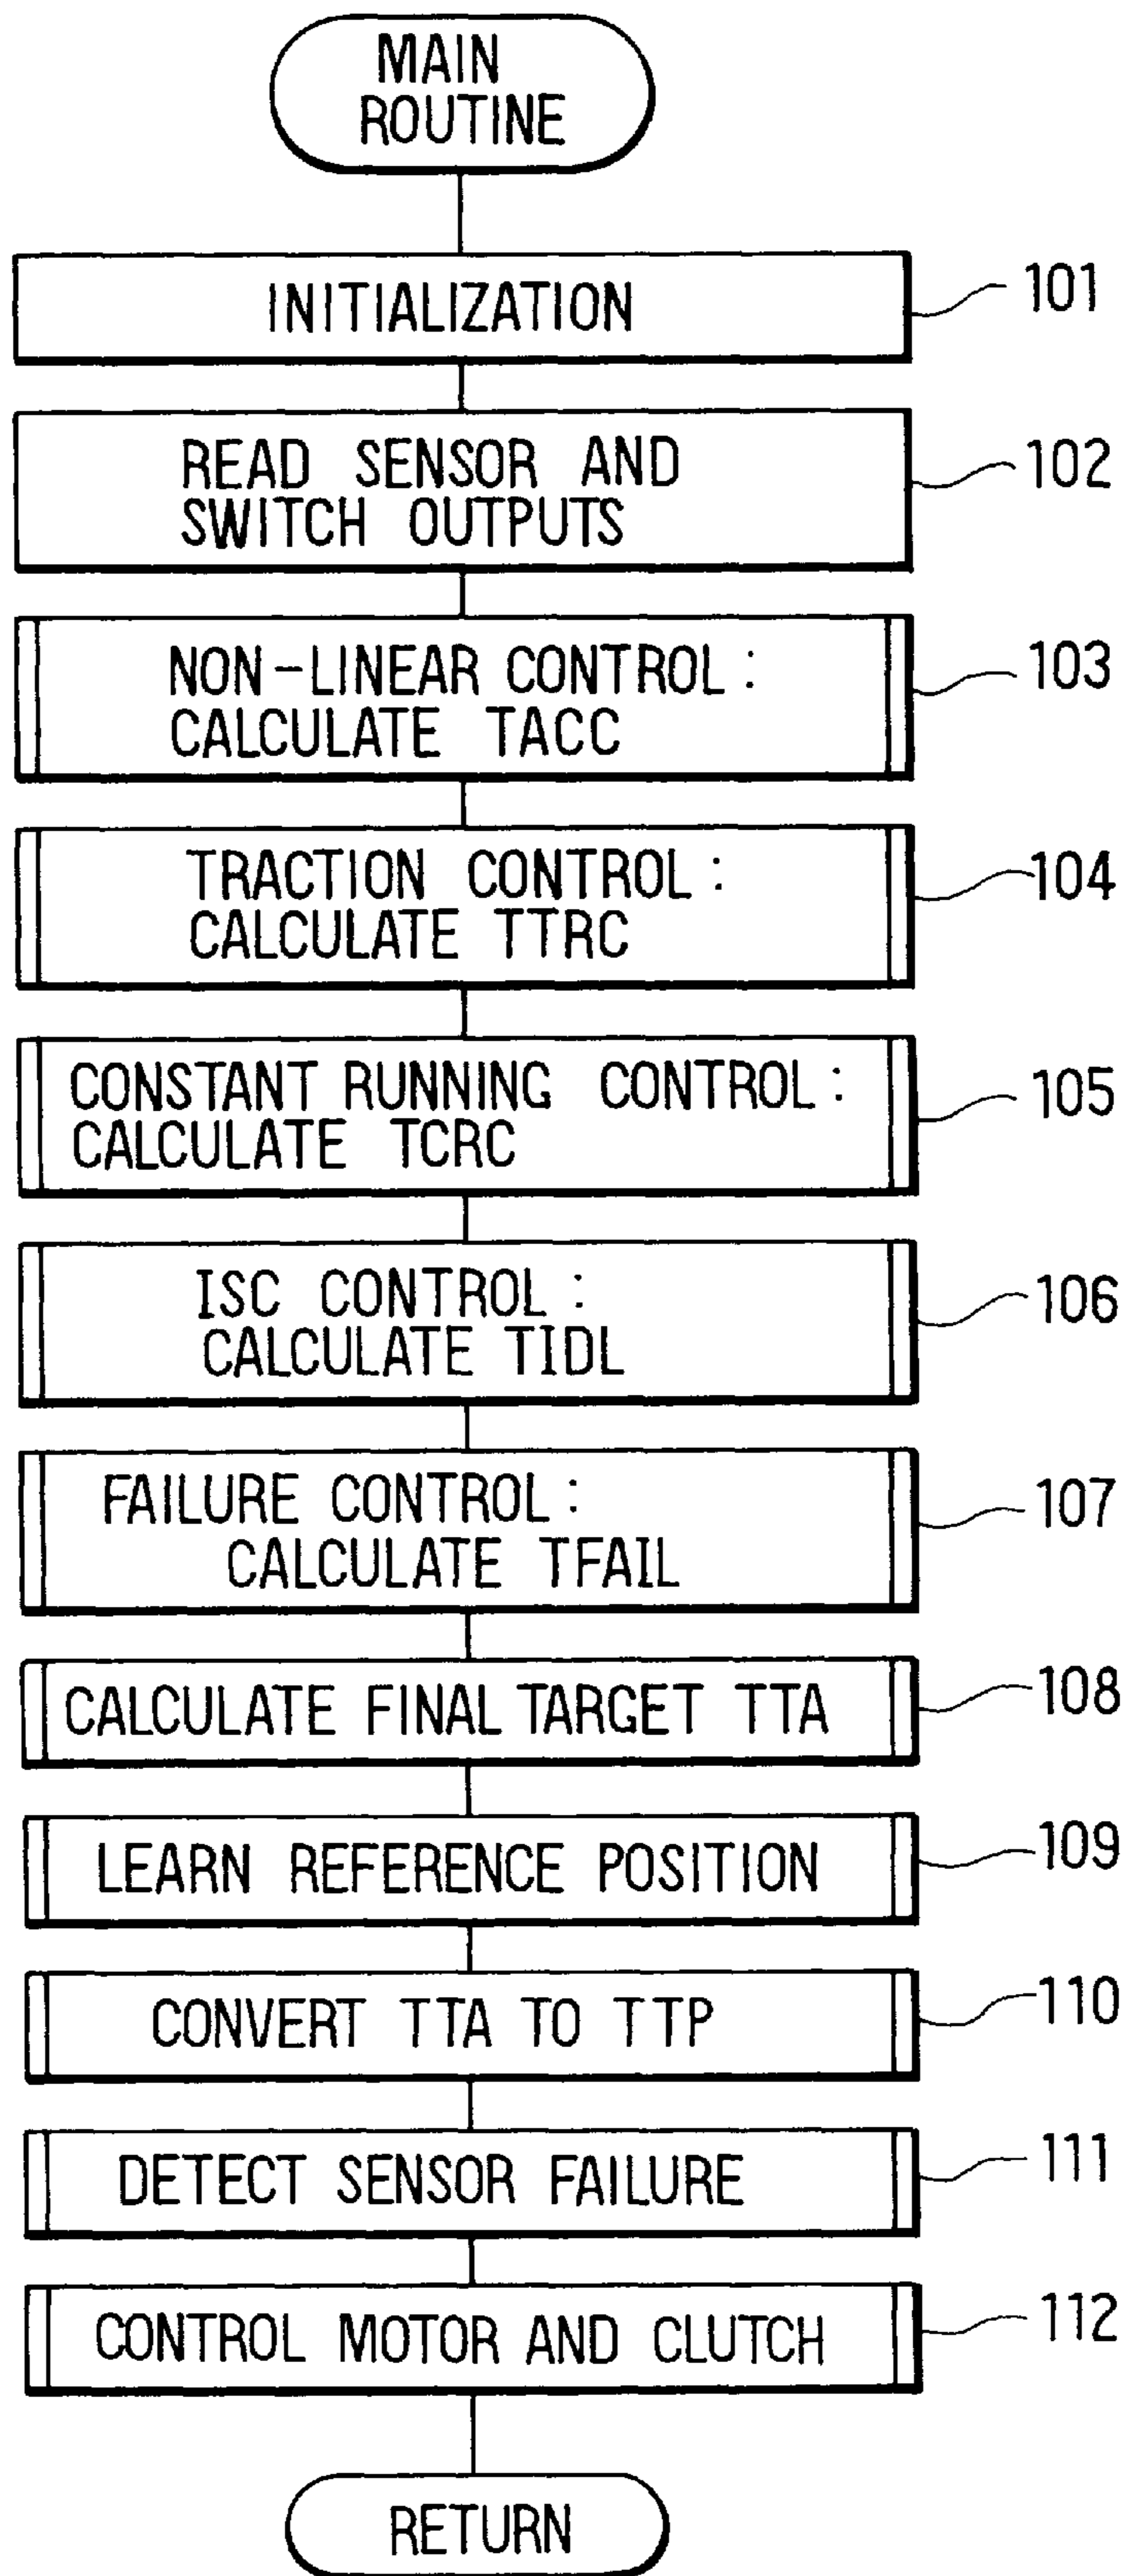 MAIN
ROUTINE
INITIALIZATION
101
READ SENSOR AND
SWITCH OUTPUTS
102
NON-LINEAR CONTROL:
CALCULATE TACC
103
TRACTION CONTROL:
CALCULATE TTRC
104
CONSTANT RUNNING CONTROL:
CALCULATE TCRC
105
ISC CONTROL:
CALCULATE TIDL
106
FAILURE CONTROL:
CALCULATE TFAIL
107
CALCULATE FINAL TARGET TTA
108
LEARN REFERENCE POSITION
109
CONVERT TTA TO TTP
110
DETECT SENSOR FAILURE
111
CONTROL MOTOR AND CLUTCH
112
RETURN